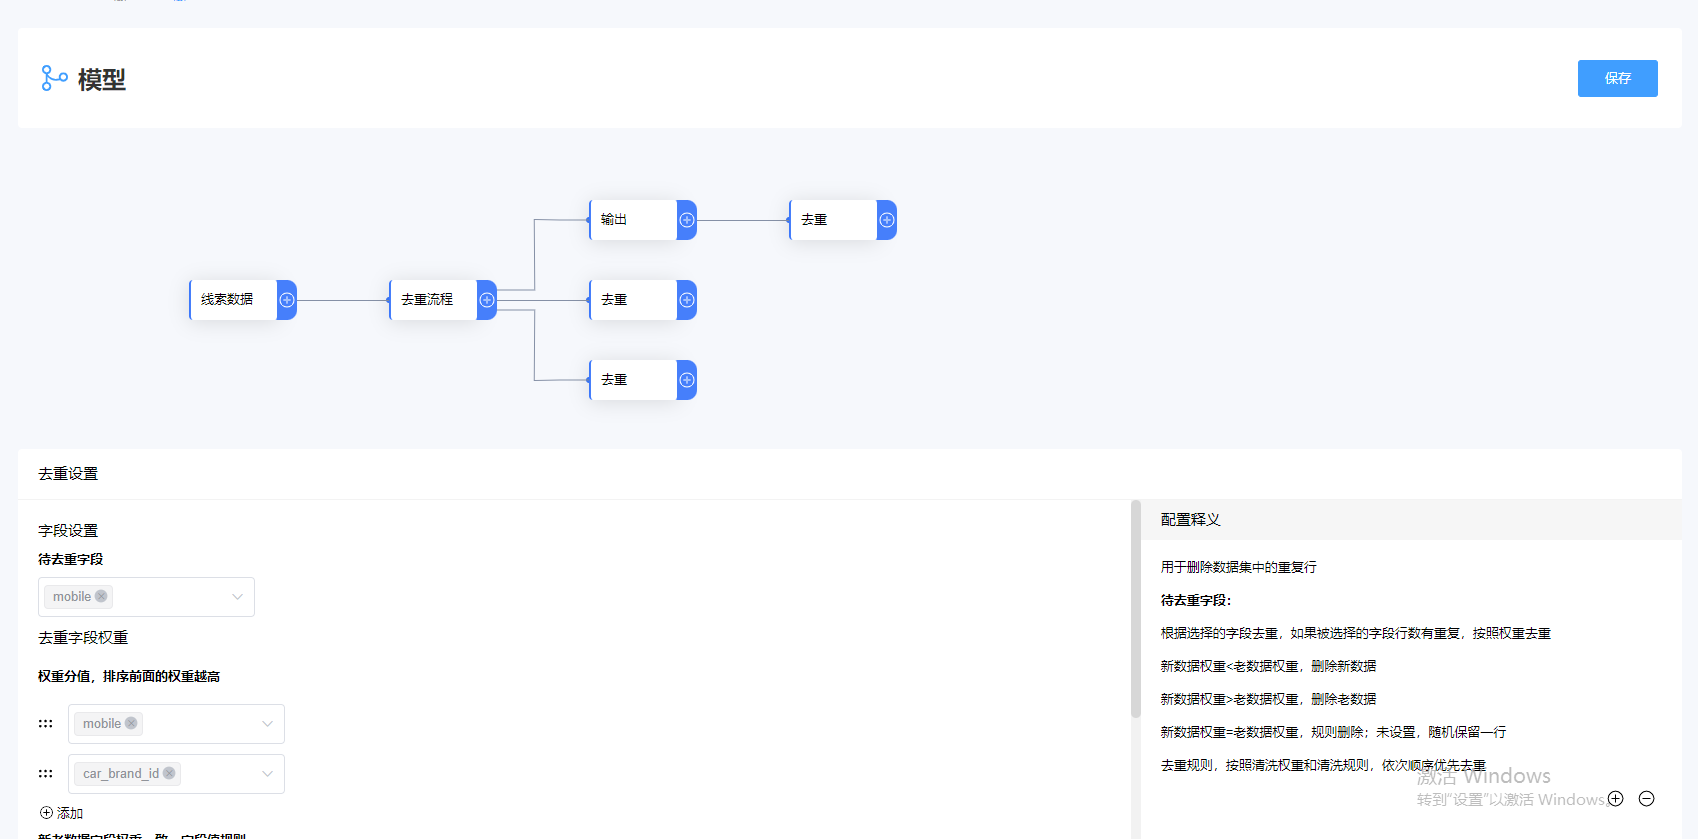 模型
保存
输出
去重
线索数据
去重流程
去重
去重
去重设置
字段设置
待去重字段
mobile
去重字段权重
权重分值，排序前面的权重越高
mobile
car_brand_id
添加
新老数据字段权重一致，字段值规则
配置释义
用于删除数据集中的重复行
待去重字段：
根据选择的字段去重，如果被选择的字段行数有重复，按照权重去重
新数据权重<老数据权重，删除新数据
新数据权重>老数据权重，删除老数据
新数据权重=老数据权重，规则删除；未设置，随机保留一行
去重规则，按照清洗权重和清洗规则，依次顺序优先去重
激活 Windows
转到“设置”以激活 Windows。